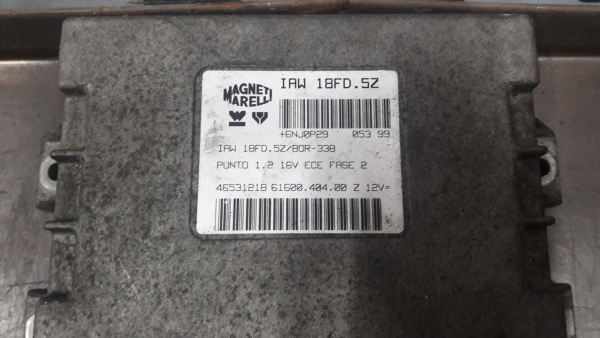 MAGNETI
MARELLI
IAW 18FD.5Z
+6NJ0P29 053 99
IAW 18FD.5Z/BOR-338
PUNTO 1.2 16V ECE FASE 2
46531218 61600.404.00 Z 12V=